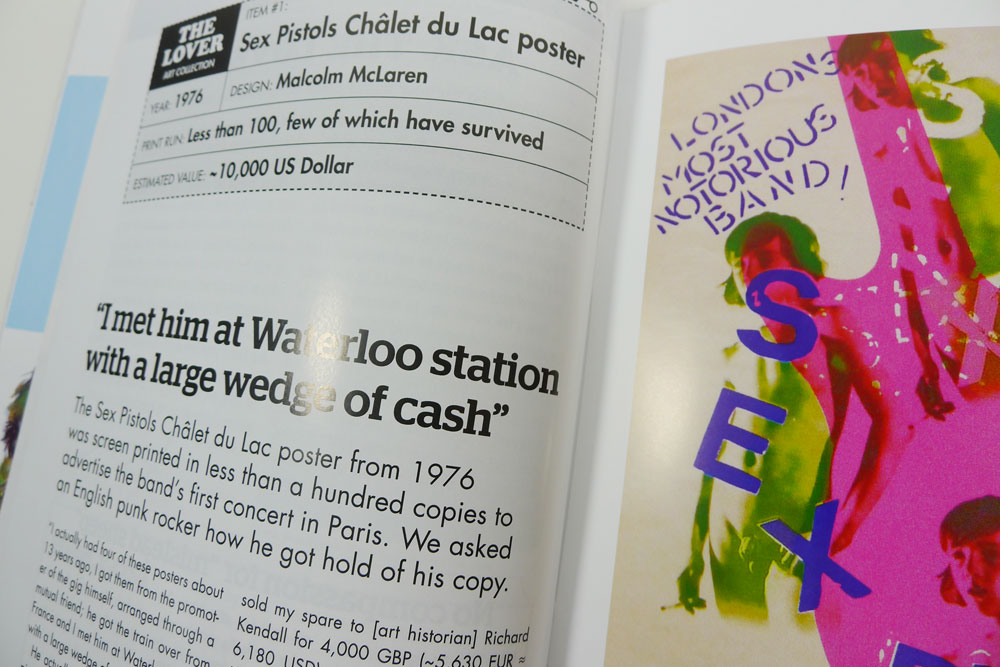 THE
LOVER
ART COLLECTION
ITEM #1:
Sex Pistols Châlet du Lac poster
YEAR: 1976
DESIGN: Malcolm McLaren
PRINT RUN: Less than 100, few of which have survived
ESTIMATED VALUE: ~10,000 US Dollar
“I met him at Waterloo station
with a large wedge of cash”
The Sex Pistols Châlet du Lac poster from 1976
was screen printed in less than a hundred copies to
advertise the band’s first concert in Paris. We asked
an English punk rocker how he got hold of his copy.
“I actually had four of these posters about
13 years ago, I got them from the promot-
er of the gig himself, arranged through a
mutual friend; he got the train over from
France and I met him at Waterl
with a large wedge of
He actu
sold my spare to [art historian] Richard
Kendall for 4,000 GBP (~5,630 EUR ≈
6,180 USD)
LONDONS
MOST
NOTORIOUS
BAND!
S
E
X